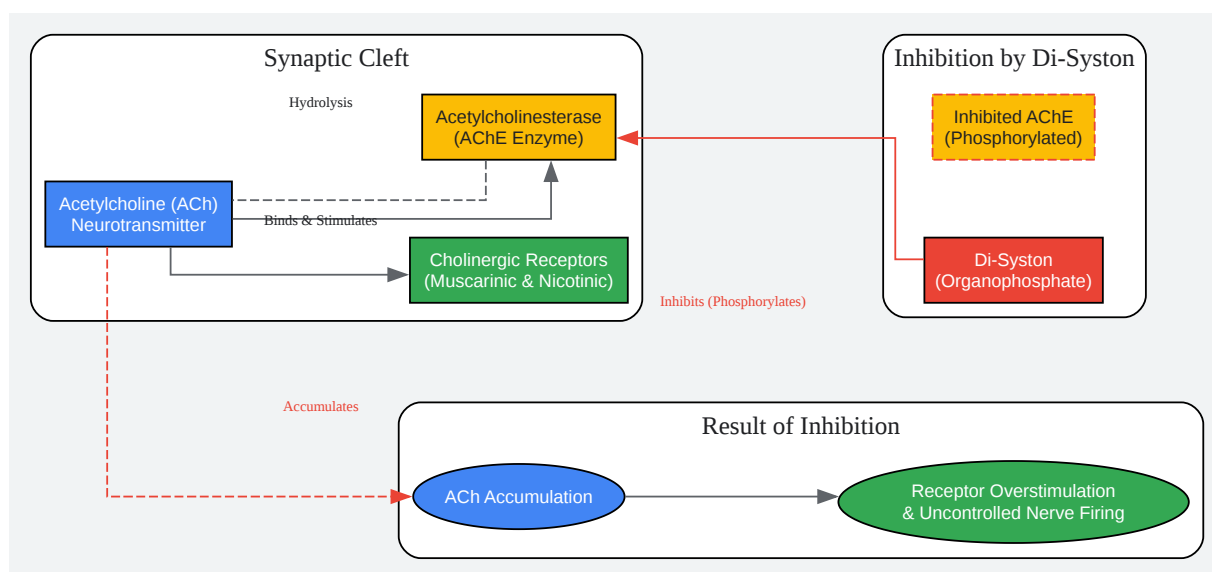 Synaptic Cleft
Hydrolysis
Acetylcholinesterase
(AChE Enzyme)
Acetylcholine (ACh)
Neurotransmitter
Binds & Stimulates
Cholinergic Receptors
(Muscarinic & Nicotinic)
Inhibition by Di-Syston
Inhibited AChE
(Phosphorylated)
Di-Syston
(Organophosphate)
Inhibits (Phosphorylates)
Accumulates
Result of Inhibition
ACh Accumulation
Receptor Overstimulation
& Uncontrolled Nerve Firing